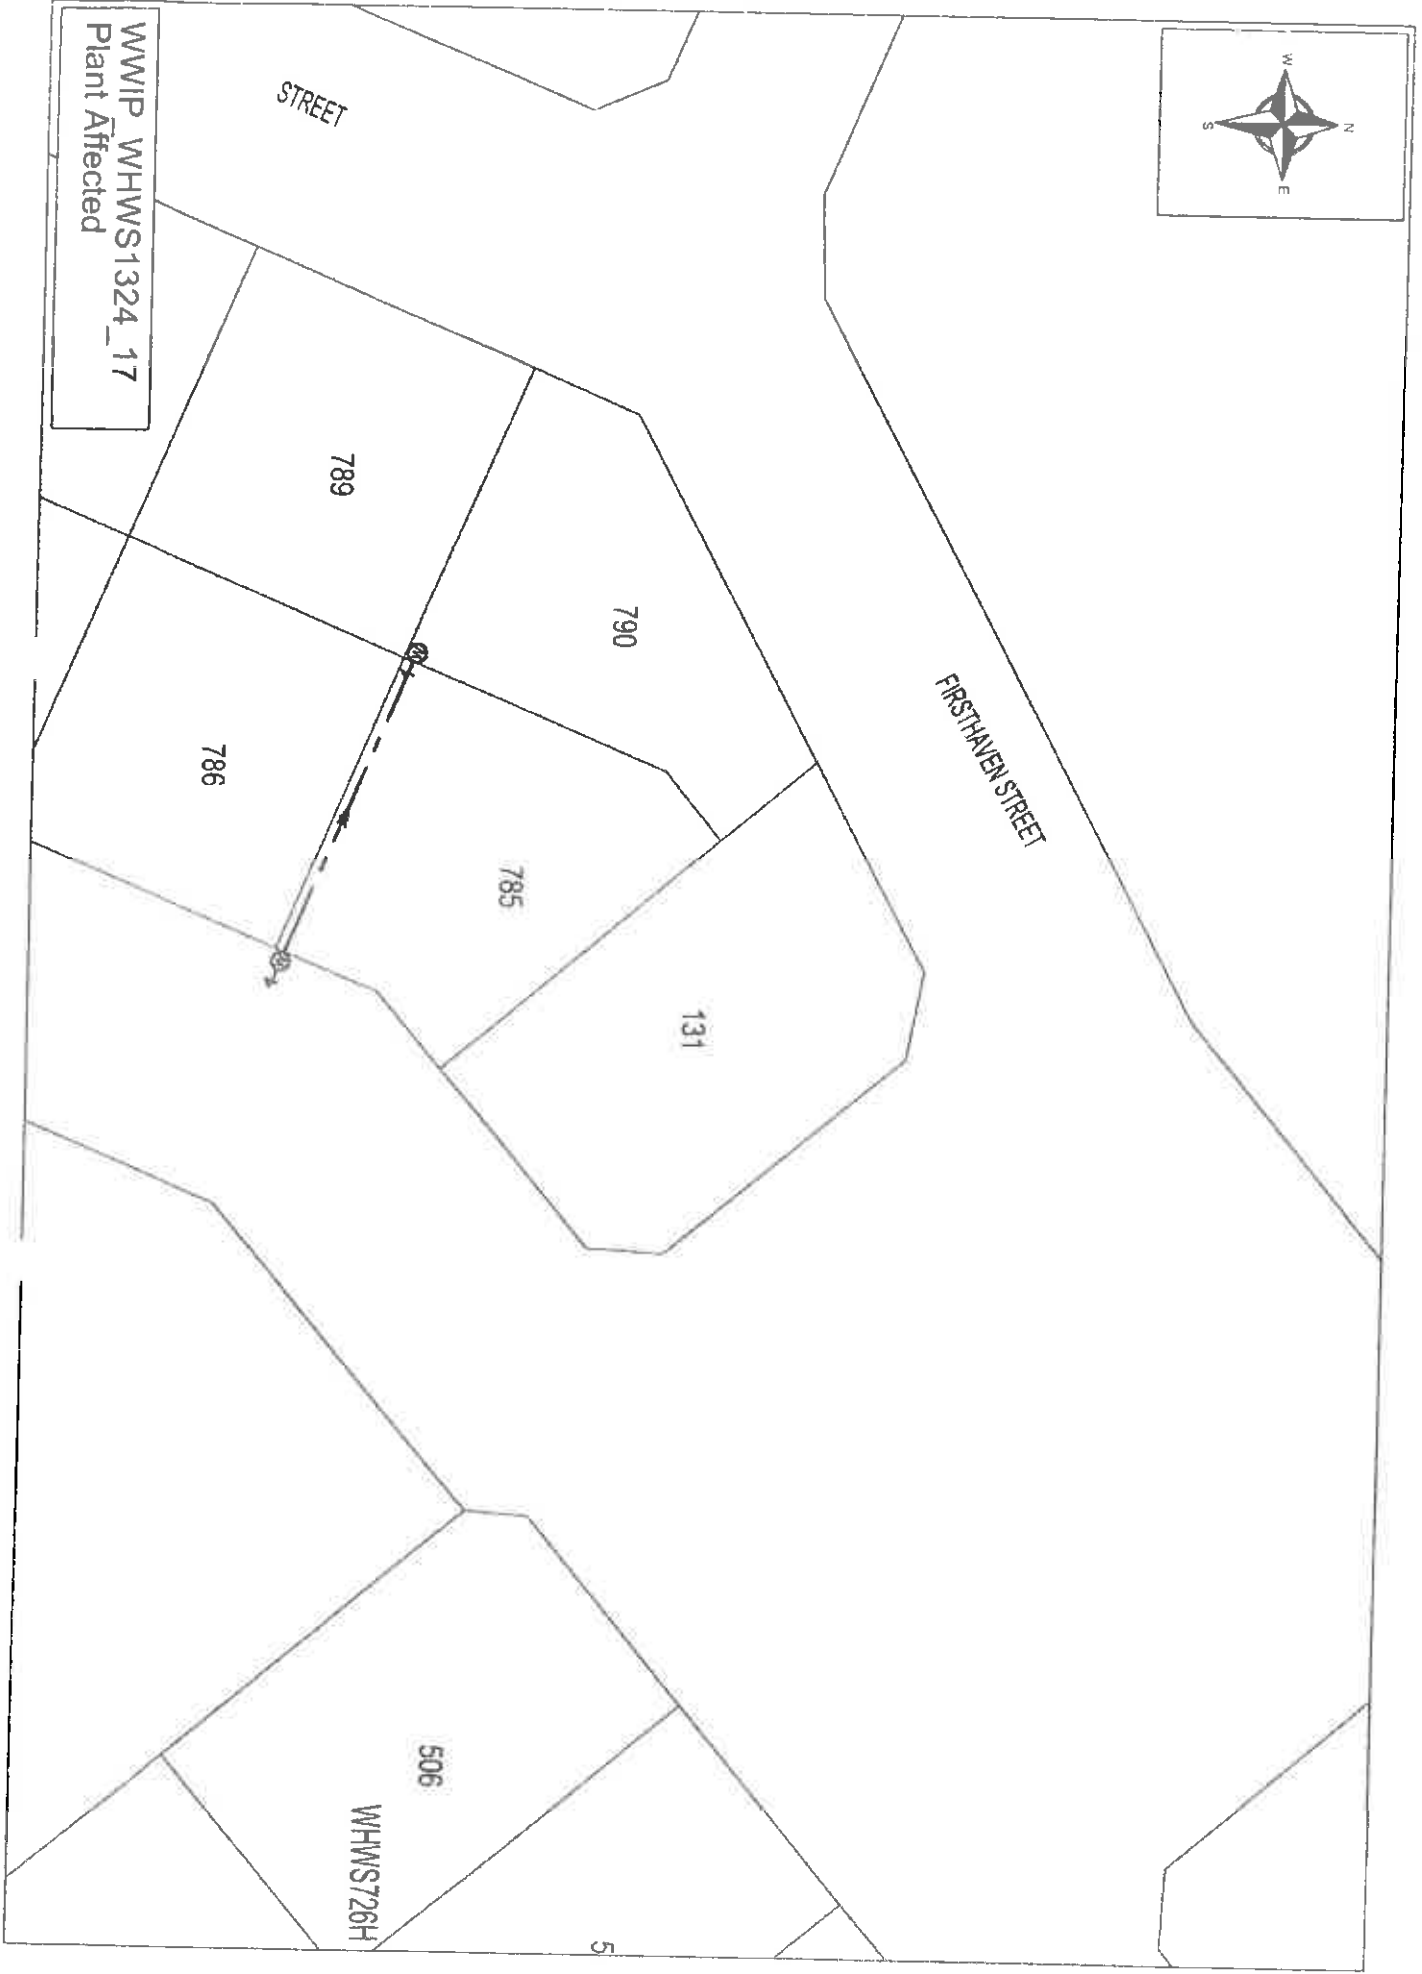 N
W
E
S
STREET
FIRSTHAVEN STREET
790
789
131
785
786
5
506
WHWS726H
WWIP_WHWS1324_17
Plant Affected